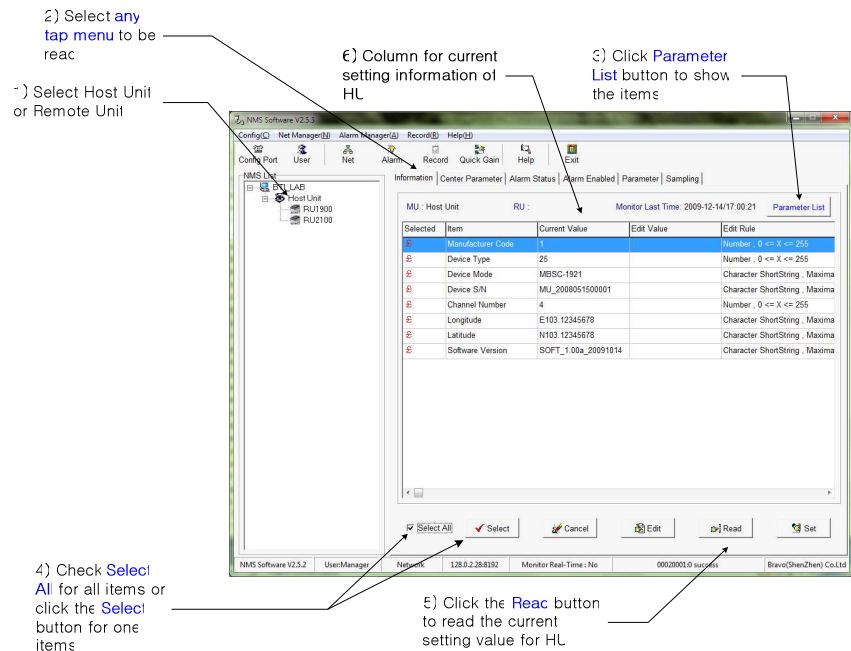 2) Select any
tap menu to be
read
6) Column for current
setting information of
HU
3) Click Parameter
List button to show
the items
1) Select Host Unit
or Remote Unit
NMS Software V2.5.5
Config(C) Net Manager(N) Alarm Manager(A) Record(R) Help(H)
Config Port User Net Alarm Record Quick Gain Help Exit
NMS List
BTI_LAB
Host Unit
RU1900
RU2100
Information Center Parameter Alarm Status Alarm Enabled Parameter Sampling
MU : Host Unit RU : Monitor Last Time: 2009-12-14/17:00:21 Parameter List
Selected Item Current Value Edit Value Edit Rule
£ Manufacturer Code 1 Number , 0 <= X <= 255
£ Device Type 25 Number , 0 <= X <= 255
£ Device Mode MBSC-1921 Character ShortString , Maxima
£ Device S/N MU_2008051500001 Character ShortString , Maxima
£ Channel Number 4 Number , 0 <= X <= 255
£ Longitude E103.12345678 Character ShortString , Maxima
£ Latitude N103.12345678 Character ShortString , Maxima
£ Software Version SOFT_1.00a_20091014 Character ShortString , Maxima
Select All Select Cancel Edit Read Set
NMS Software V2.5.2 User:Manager Network 128.0.2.28:8192 Monitor Real-Time : No 00020001:0 success Bravo(ShenZhen) Co.Ltd
4) Check Select
All for all items or
click the Select
button for one
items
5) Click the Read button
to read the current
setting value for HU